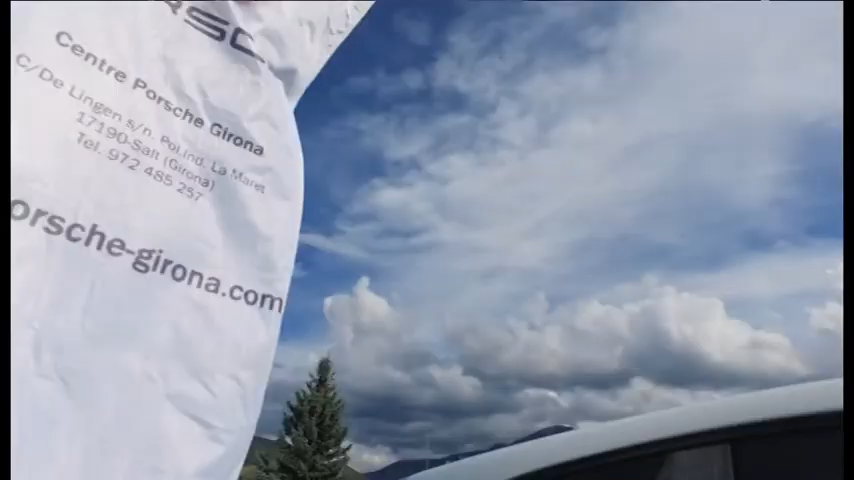 Centre Porsche Girona
C/De Lingen s/n. Pol.Ind. La Maret
17190-Salt (Girona)
Tel. 972 485 257
orsche-girona.com